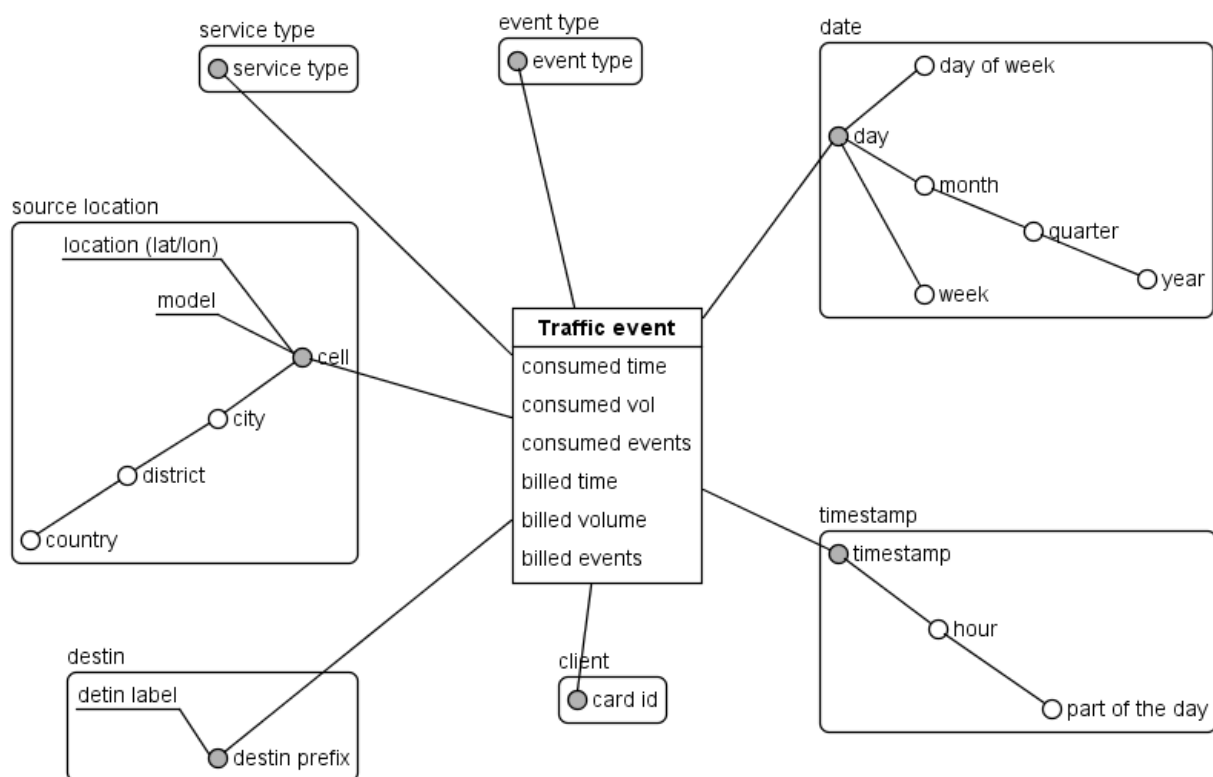 service type
service type
event type
event type
date
day of week
day
month
quarter
year
week
source location
location (lat/lon)
model
cell
city
district
country
Traffic event
consumed time
consumed vol
consumed events
billed time
billed volume
billed events
timestamp
timestamp
hour
part of the day
destin
detin label
destin prefix
client
card id